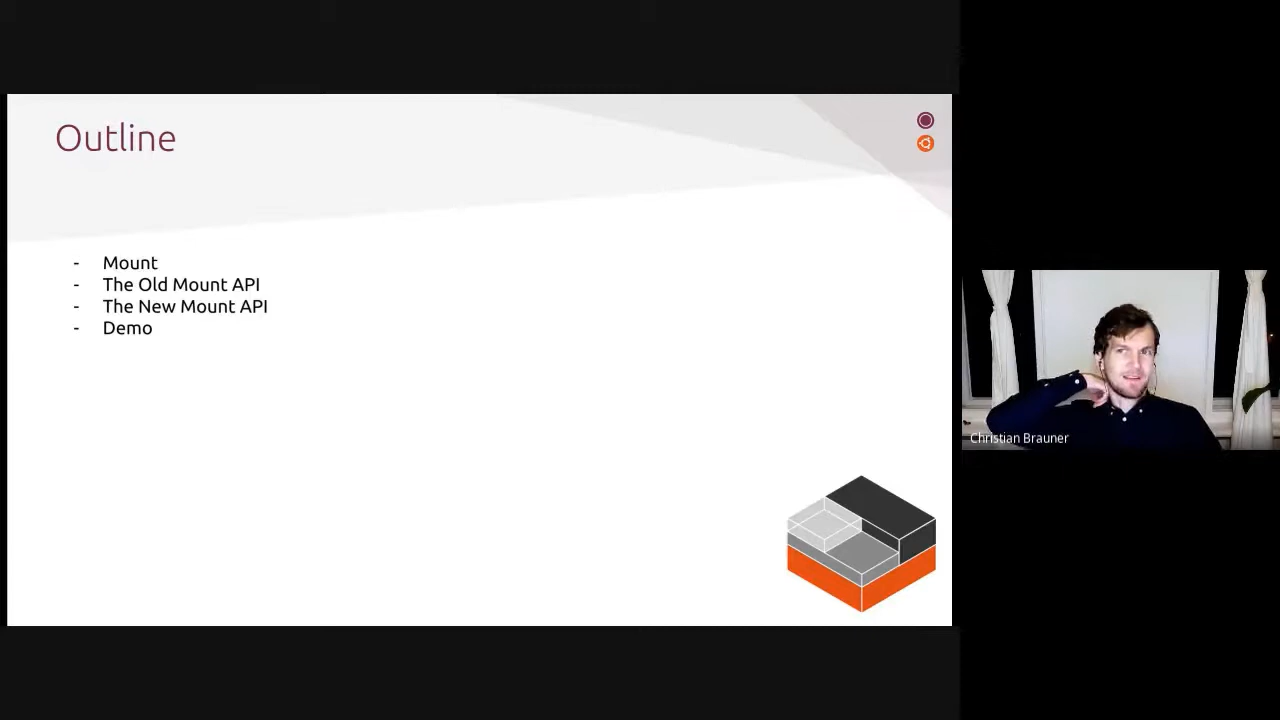 Outline
- Mount
- The Old Mount API
- The New Mount API
- Demo
Christian Brauner